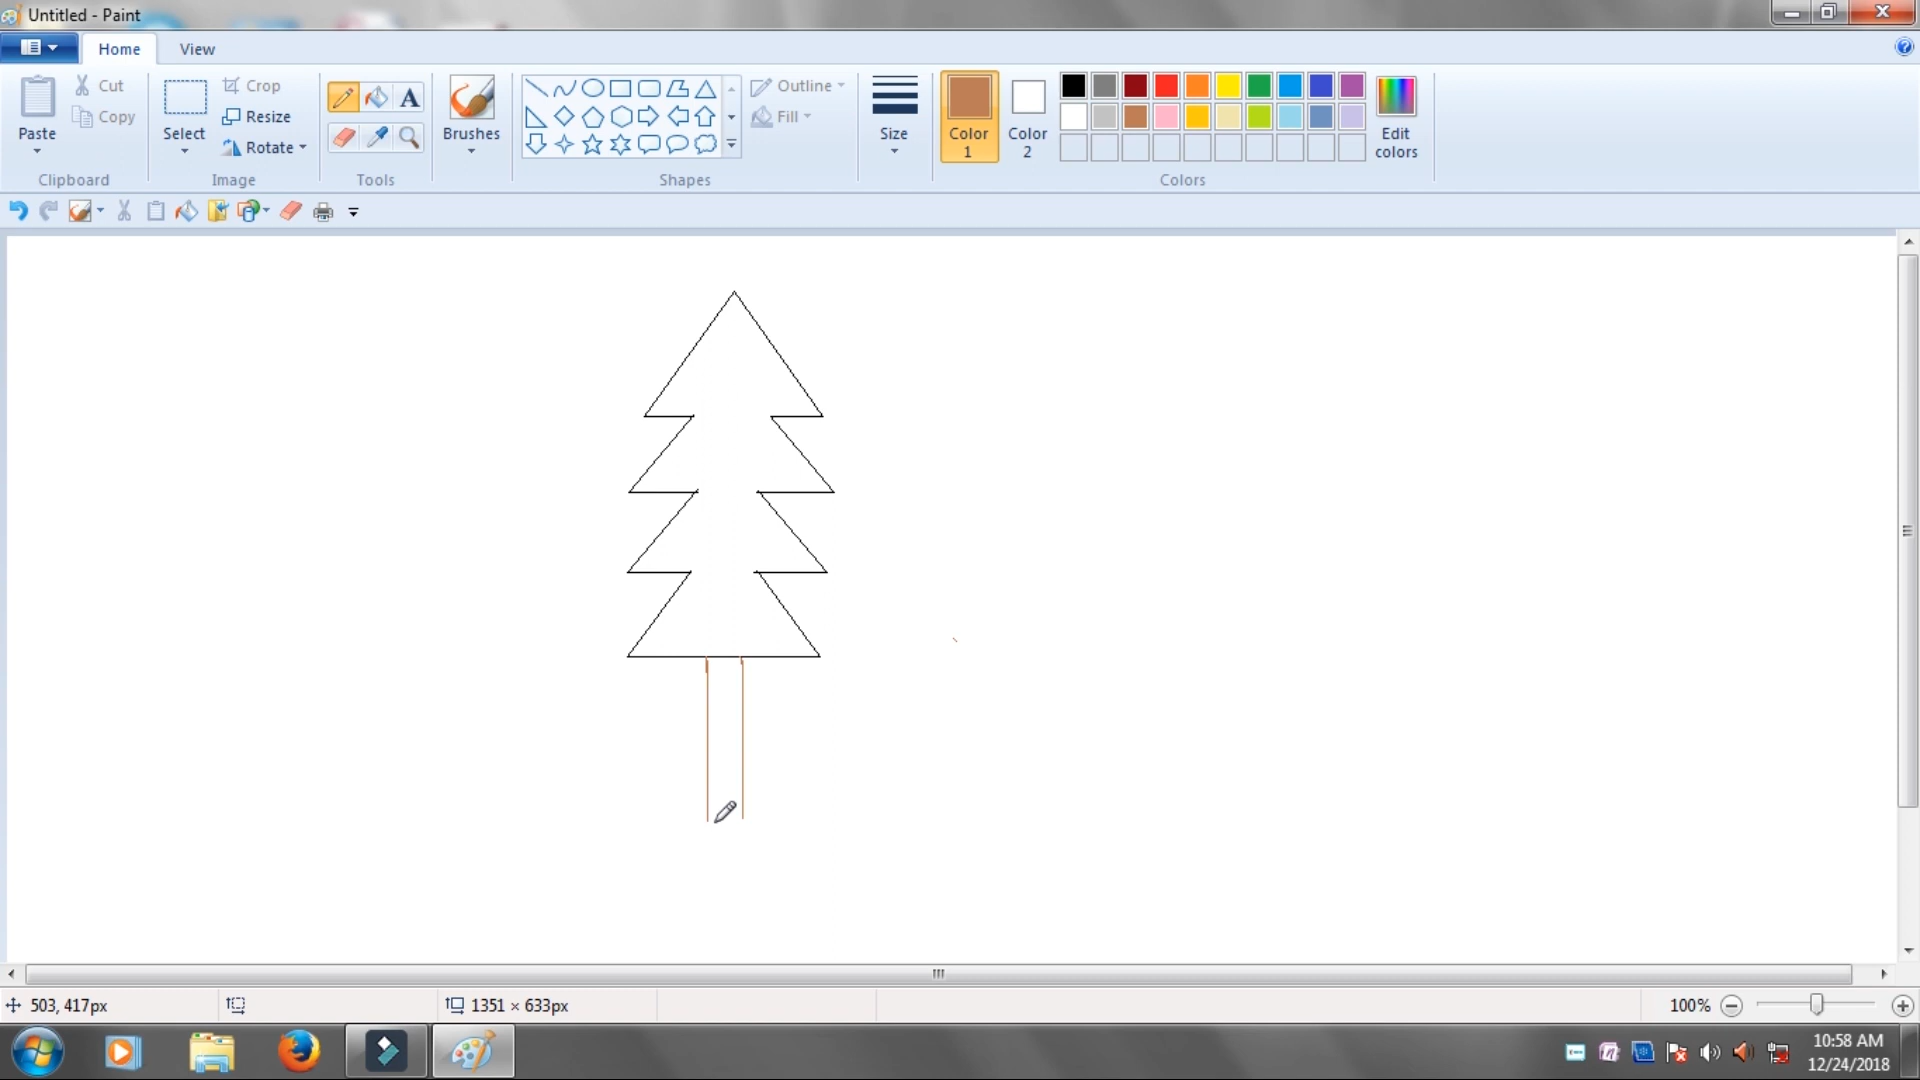 Untitled - Paint
Home View
Paste
Cut
Copy
Clipboard
Select
Crop
Resize
Rotate
Image
A
Tools
Brushes
Shapes
Outline
Fill
Size
Color
1
Color
2
Edit
colors
Colors
503, 417px
1351 × 633px
100%
10:58 AM
12/24/2018